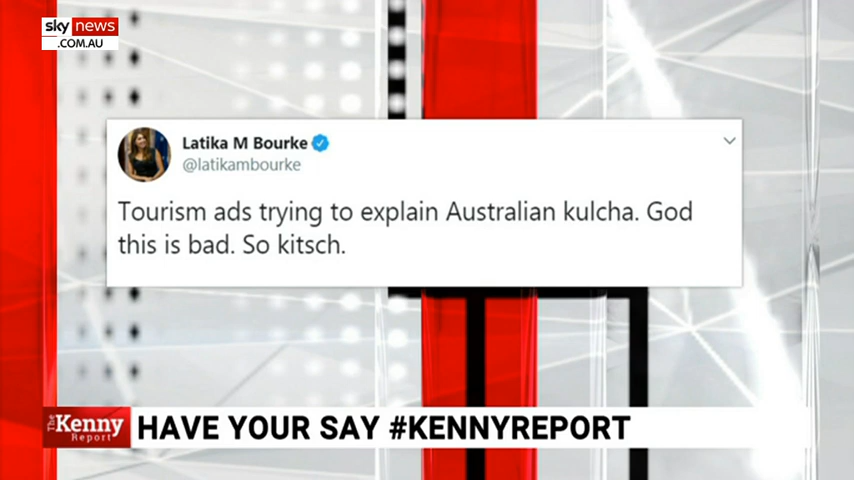 sky news
.COM.AU
Latika M Bourke
@latikambourke
Tourism ads trying to explain Australian kulcha. God
this is bad. So kitsch.
The Kenny Report
HAVE YOUR SAY #KENNYREPORT